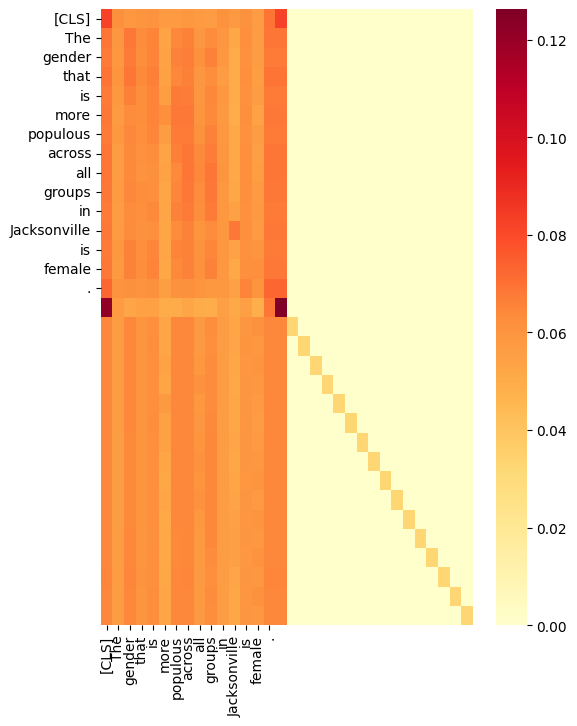 [CLS]
The
gender
that
is
more
populous
across
all
groups
in
Jacksonville
is
female
.
[CLS]
The
gender
that
is
more
populous
across
all
groups
in
Jacksonville
is
female
.
0.12
0.10
0.08
0.06
0.04
0.02
0.00